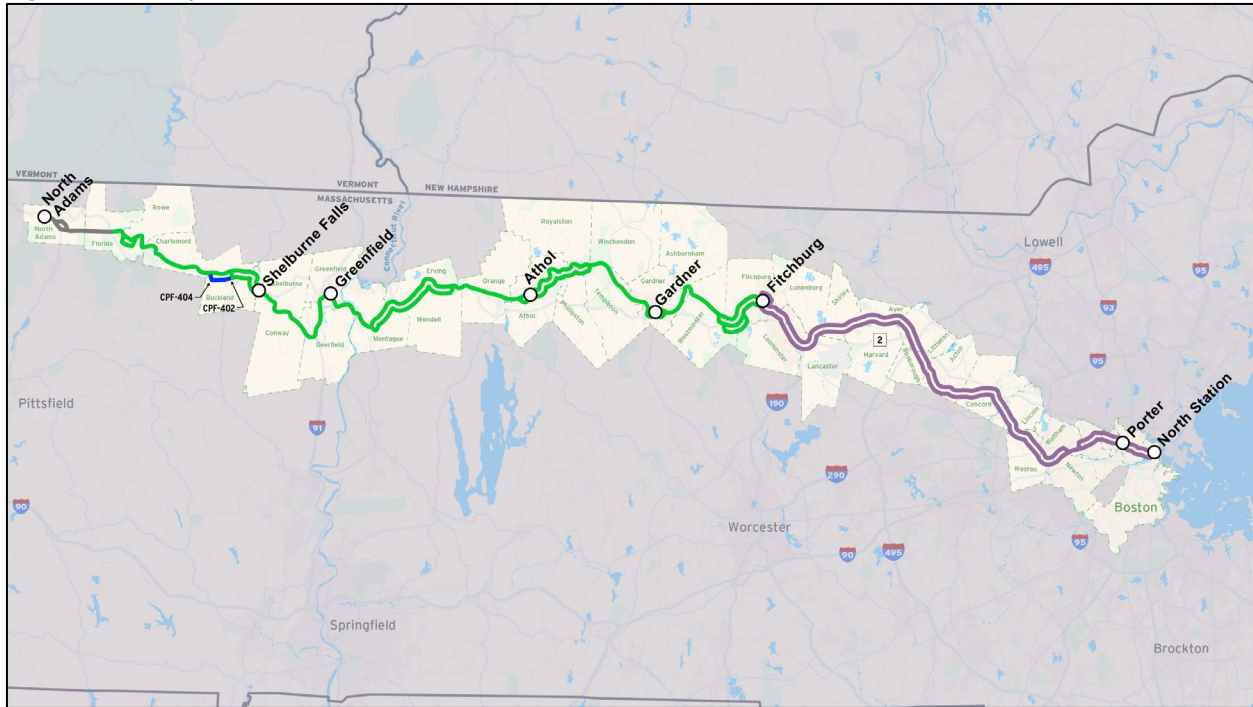 VERMONT
VERMONT
MASSACHUSETTS
NEW HAMPSHIRE
Connecticut River
North
Adams
North
Adams
Florida
Rowe
Charlemont
CPF-404
Buckland
CPF-402
Shelburne Falls
Shelburne
Greenfield
Greenfield
Conway
Deerfield
Montague
Erving
Wendell
Orange
Athol
Athol
Royalston
Phillipston
Templeton
Winchendon
Gardner
Gardner
Ashburnham
Westminster
Fitchburg
Fitchburg
Lunenburg
Leominster
Lancaster
Shirley
Ayer
2
Harvard
Boxborough
Littleton
Acton
Concord
Lincoln
Weston
Waltham
Newton
Porter
North Station
Boston
Lowell
495
95
93
95
Pittsfield
91
190
290
90
Worcester
90
495
95
Springfield
Brockton